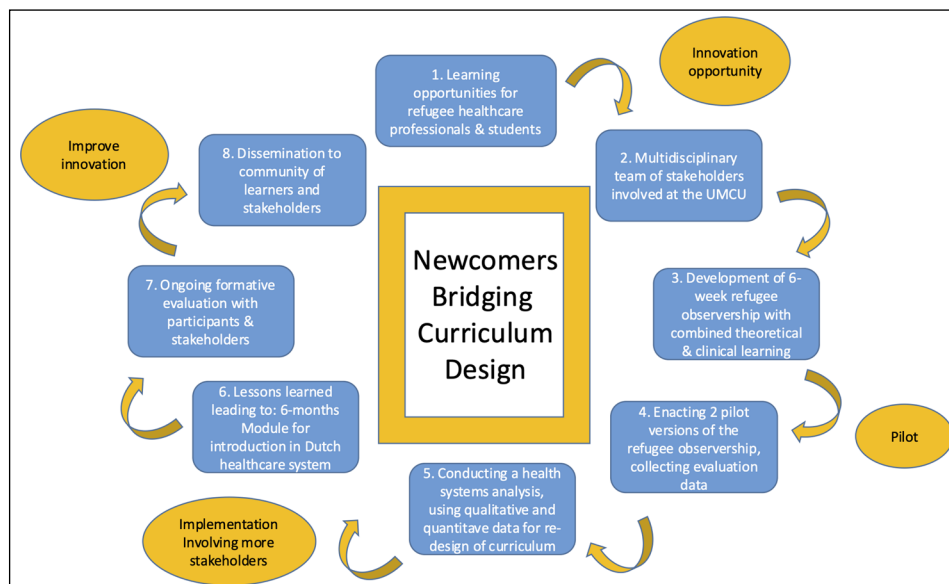 Innovation
opportunity
1. Learning
opportunities for
refugee healthcare
professionals & students
2. Multidisciplinary
team of stakeholders
involved at the UMCU
3. Development of 6-
week refugee
observership with
combined theoretical
& clinical learning
Pilot
4. Enacting 2 pilot
versions of the
refugee observership,
collecting evaluation
data
5. Conducting a health
systems analysis,
using qualitative and
quantitave data for re-
design of curriculum
Implementation
Involving more
stakeholders
6. Lessons learned
leading to: 6-months
Module for
introduction in Dutch
healthcare system
7. Ongoing formative
evaluation with
participants &
stakeholders
Improve
innovation
8. Dissemination to
community of
learners and
stakeholders
Newcomers
Bridging
Curriculum
Design